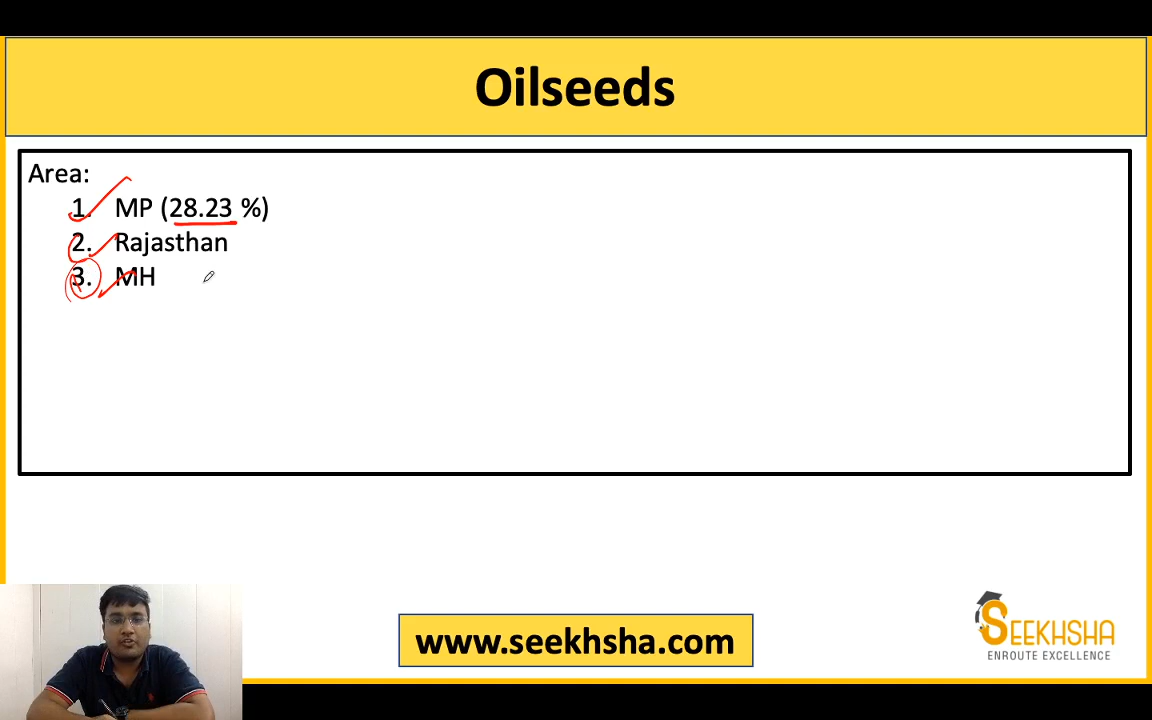 Oilseeds
Area:
1. MP (28.23 %)
2. Rajasthan
3. MH
www.seekhsha.com
SEEKHSHA
ENROUTE EXCELLENCE